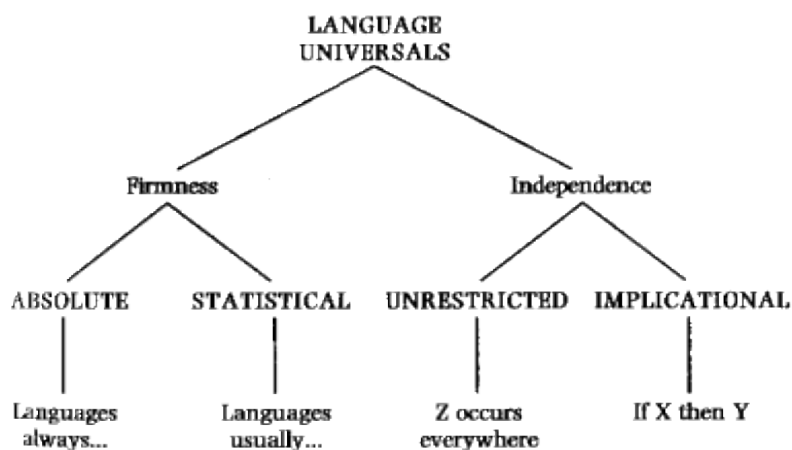 LANGUAGE
UNIVERSALS
Firmness
Independence
ABSOLUTE
STATISTICAL
UNRESTRICTED
IMPLICATIONAL
Languages
always...
Languages
usually...
Z occurs
everywhere
If X then Y